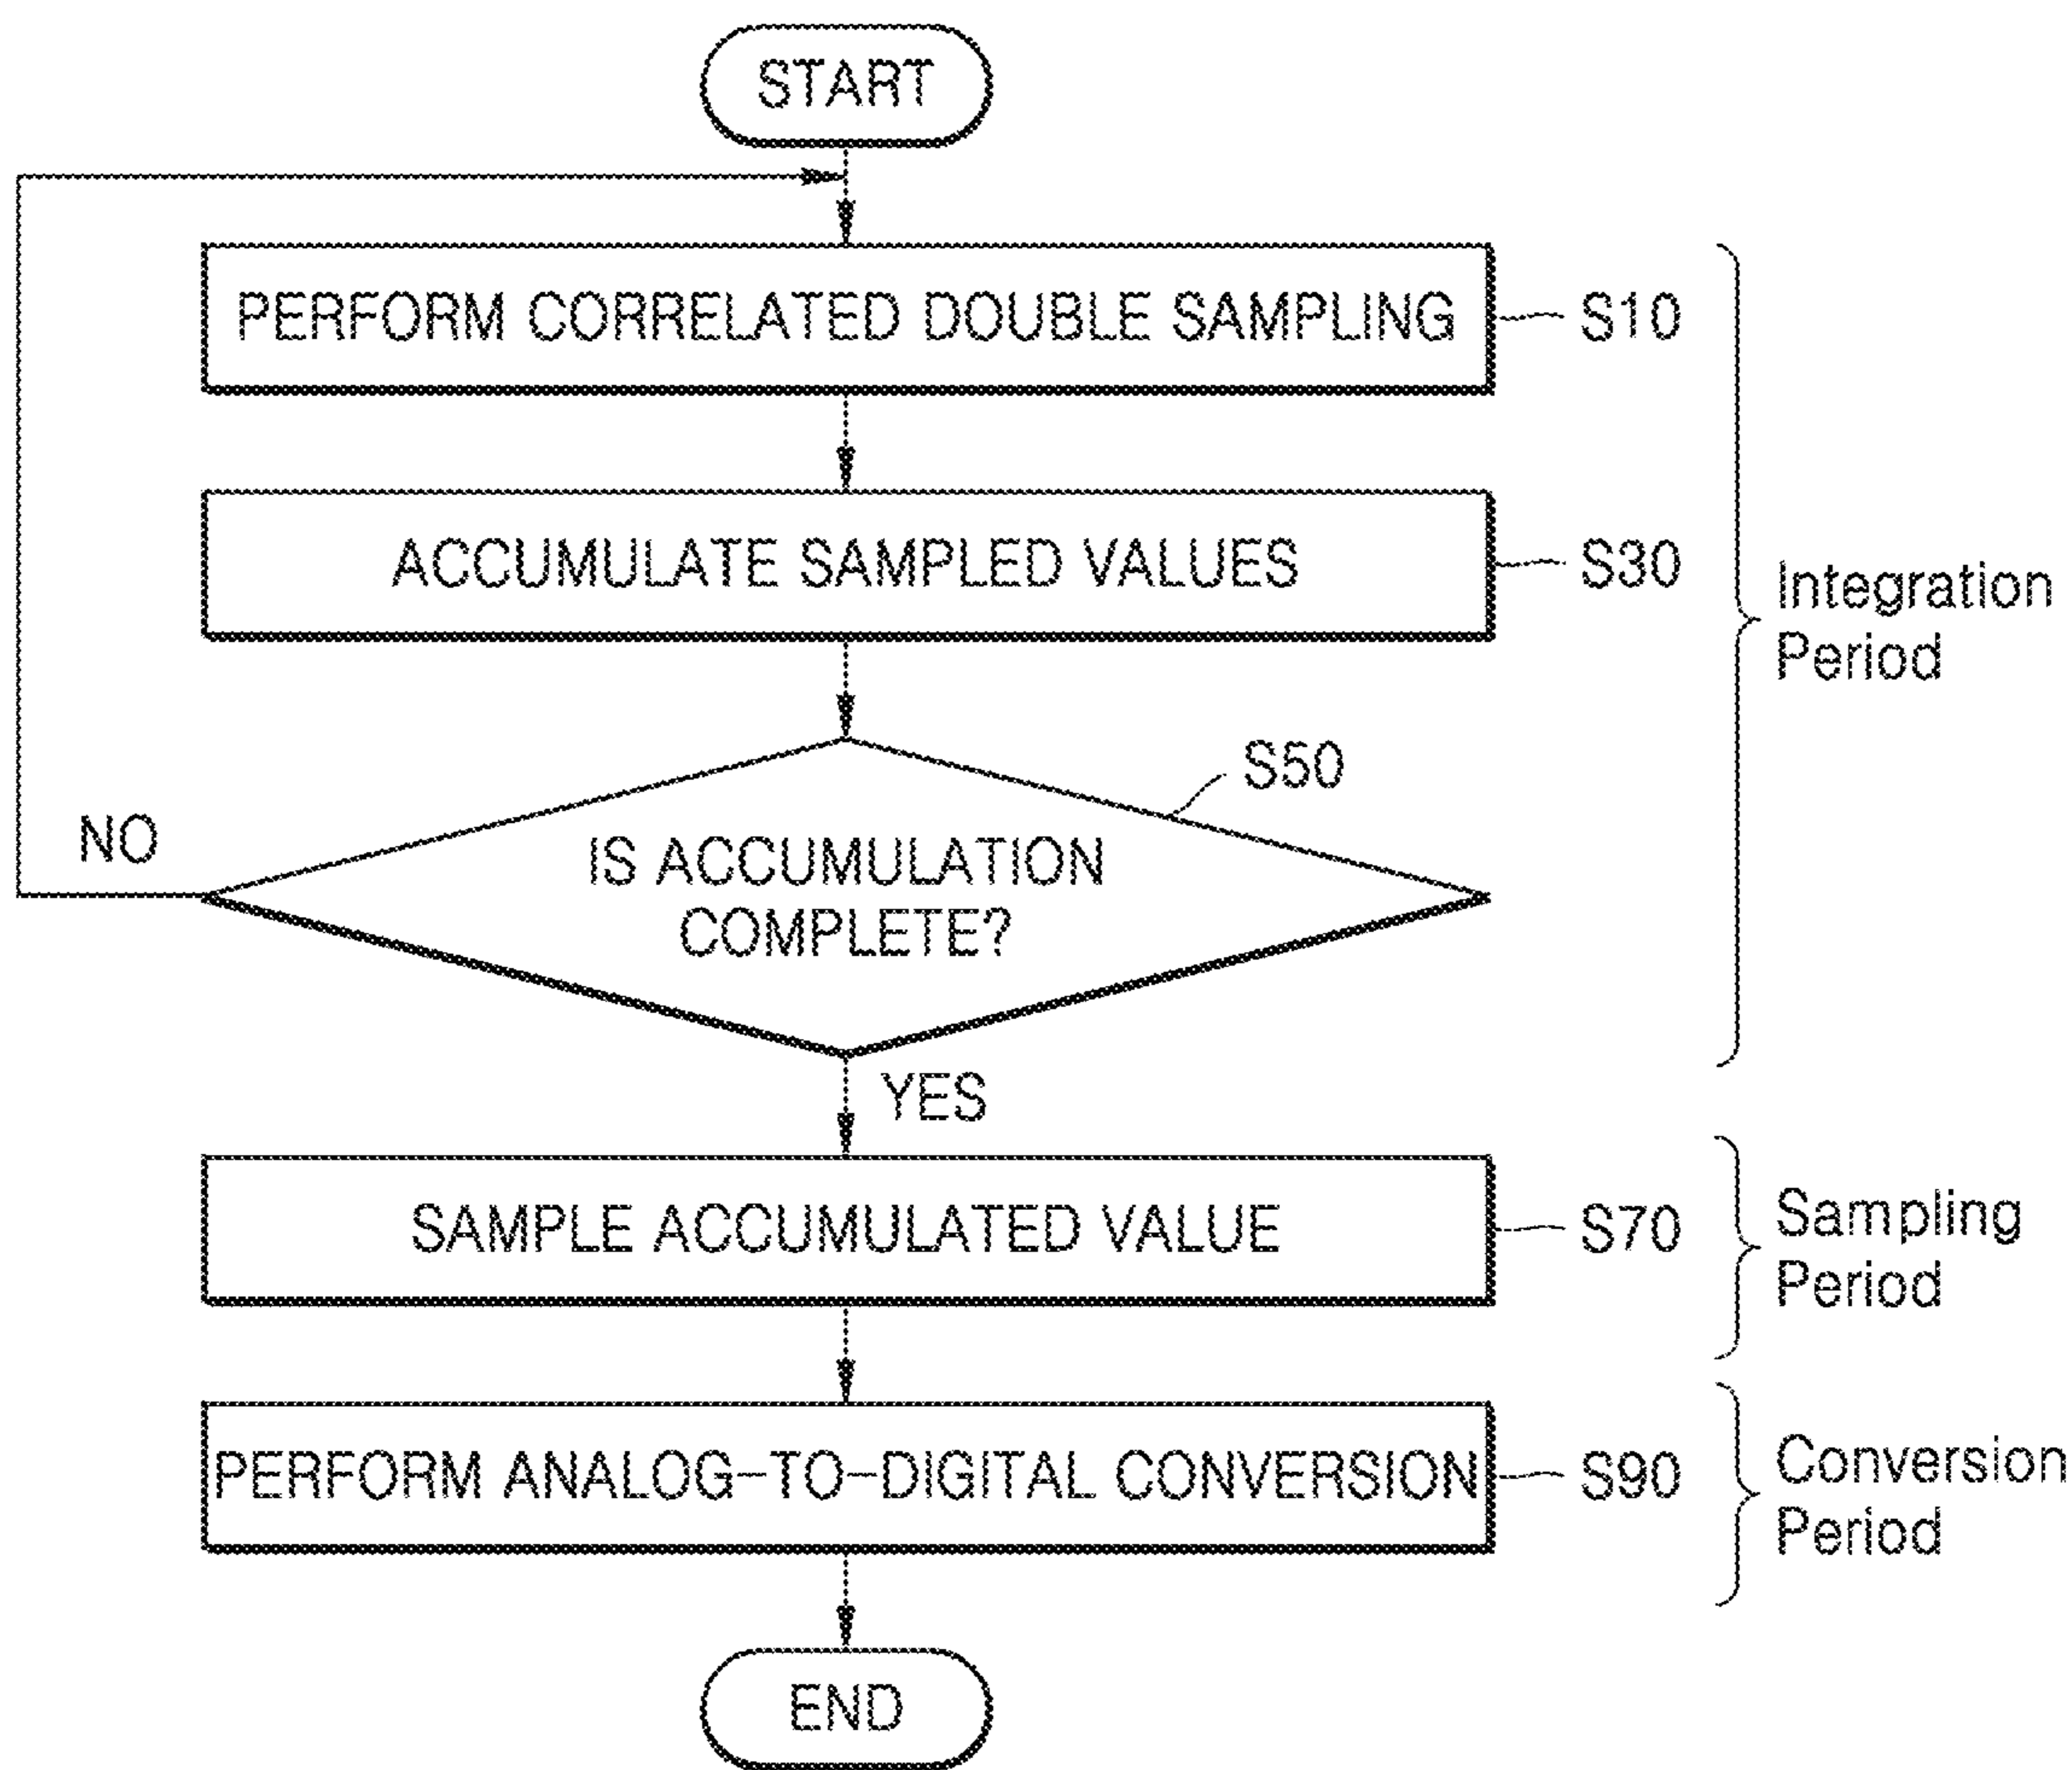 START
PERFORM CORRELATED DOUBLE SAMPLING
S10
ACCUMULATE SAMPLED VALUES
S30
Integration
Period
S50
NO
IS ACCUMULATION
COMPLETE?
YES
SAMPLE ACCUMULATED VALUE
S70
Sampling
Period
PERFORM ANALOG-TO-DIGITAL CONVERSION
S90
Conversion
Period
END